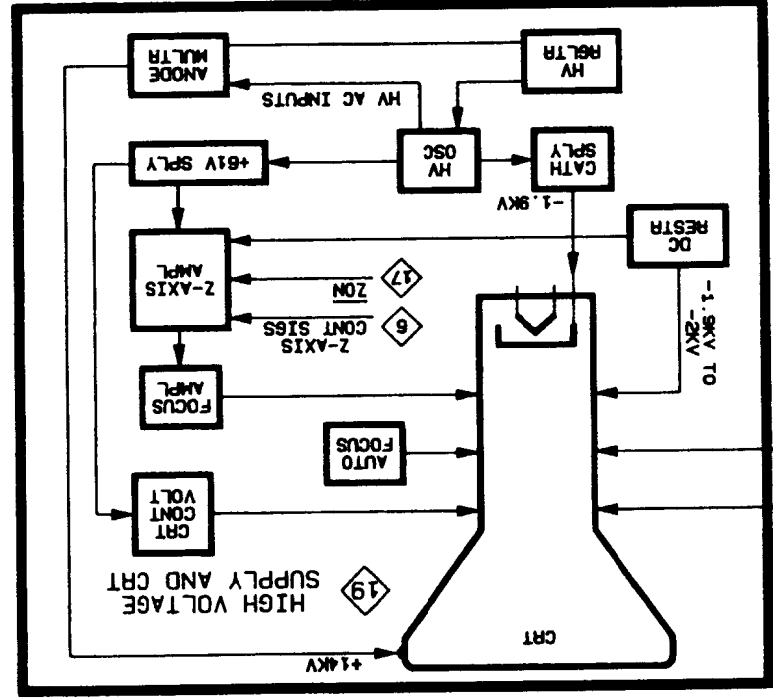 +14KV
CRT
19
HIGH VOLTAGE
SUPPLY AND CRT
CRT
CONT
VOLT
AUTO
FOCUS
FOCUS
AMPL
-1.9KV TO
-2KV
6
Z-AXIS
CONT SIGS
17
ZON
Z-AXIS
AMPL
DC
RESTR
-1.9KV
CATH
SPLY
HV
OSC
+61V SPLY
HV AC INPUTS
HV
RGLTR
ANODE
MULTR